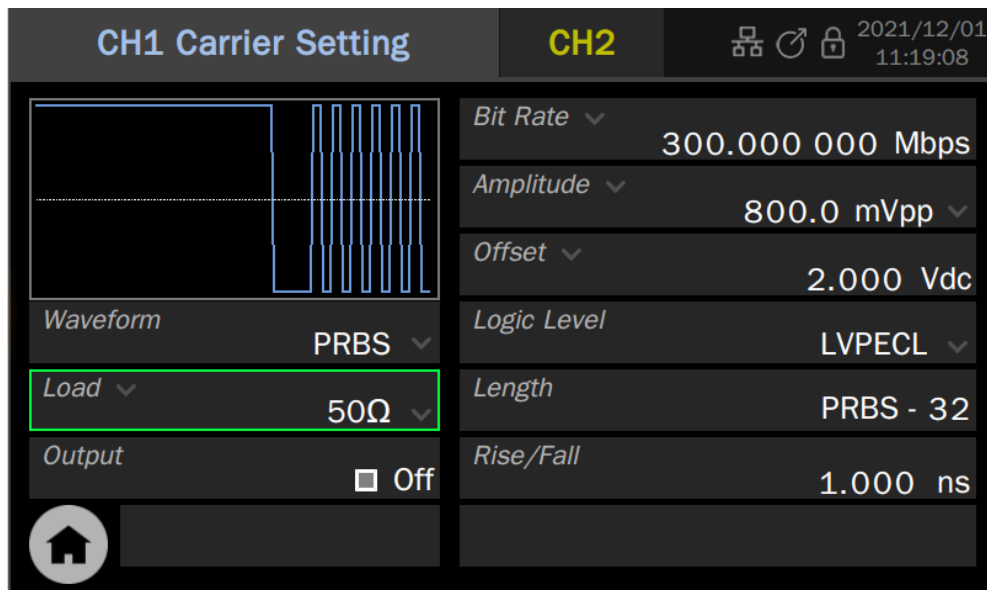 CH1 Carrier Setting
CH2
2021/12/01
11:19:08
Bit Rate
300.000 000 Mbps
Amplitude
800.0 mVpp
Offset
2.000 Vdc
Waveform
PRBS
Logic Level
LVPECL
Load
50Ω
Length
PRBS - 32
Output
Off
Rise/Fall
1.000 ns